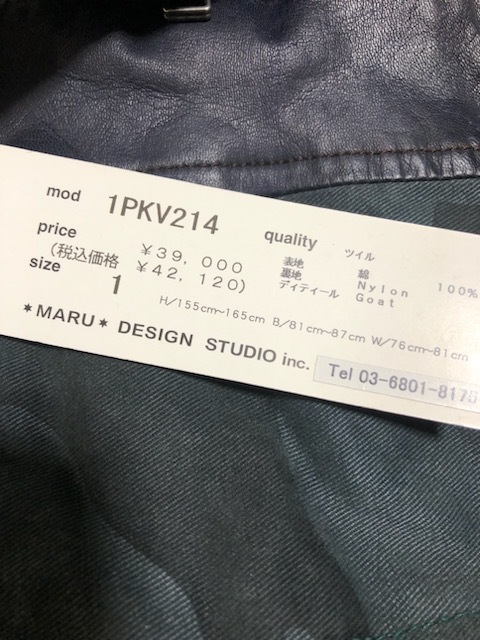 mod 1PKV214
price ¥39,000
(税込価格 ¥42,120)
size 1
quality ツイル
表地 綿 100%
裏地 Nylon
ディティール Goat
H/155cm~165cm B/81cm~87cm W/76cm~81cm
*MARU* DESIGN STUDIO inc.
Tel 03-6801-8175